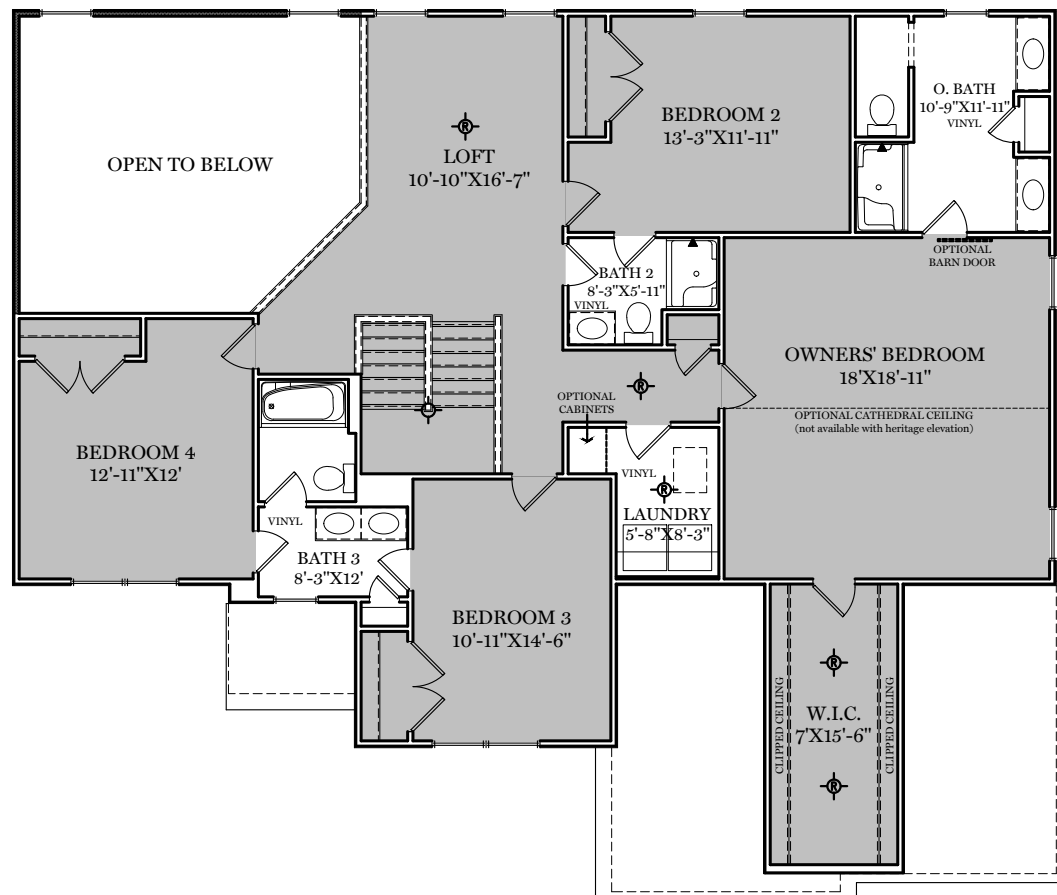 OPEN TO BELOW
R
LOFT
10'-10"X16'-7"
BEDROOM 2
13'-3"X11'-11"
O. BATH
10'-9"X11'-11"
VINYL
OPTIONAL
BARN DOOR
BATH 2
8'-3"X5'-11"
VINYL
OWNERS' BEDROOM
18'X18'-11"
OPTIONAL CATHEDRAL CEILING
(not available with heritage elevation)
R
OPTIONAL
CABINETS
BEDROOM 4
12'-11"X12'
VINYL
R
LAUNDRY
5'-8"X8'-3"
VINYL
BATH 3
8'-3"X12'
BEDROOM 3
10'-11"X14'-6"
R
CLIPPED CEILING
W.I.C.
7'X15'-6"
CLIPPED CEILING
R